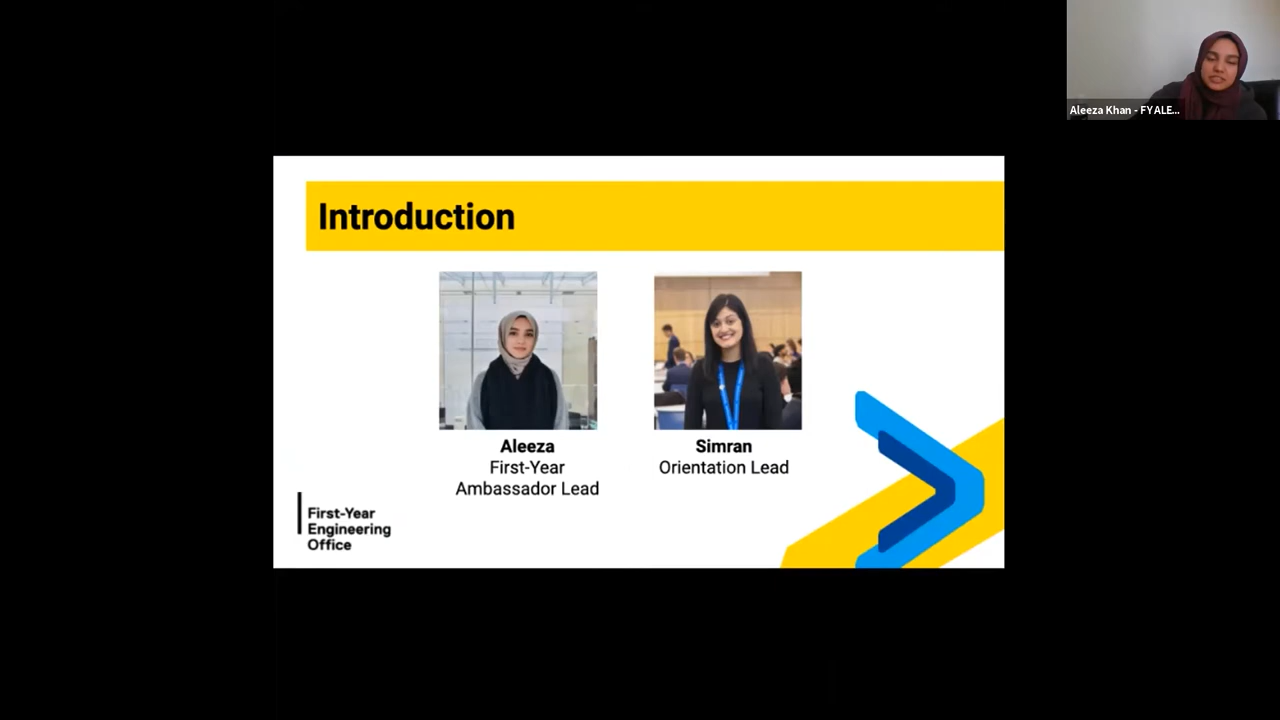 Aleeza Khan - FYALE...
Introduction
Aleeza
First-Year
Ambassador Lead
Simran
Orientation Lead
First-Year
Engineering
Office